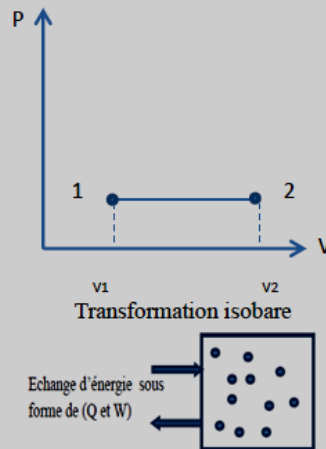 P
1
2
V
V1
V2
Transformation isobare
Echange d'énergie sous
forme de (Q et W)